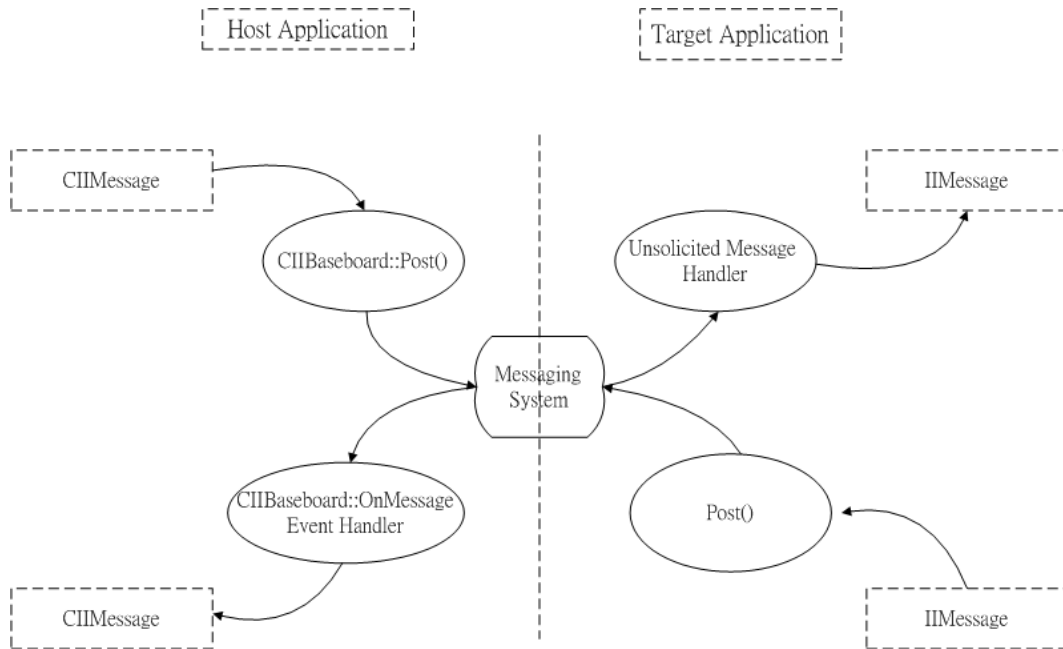 Host Application
Target Application
CIIMessage
IIMessage
CIIBaseboard::Post()
Unsolicited Message
Handler
Messaging
System
CIIBaseboard::OnMessage
Event Handler
Post()
CIIMessage
IIMessage